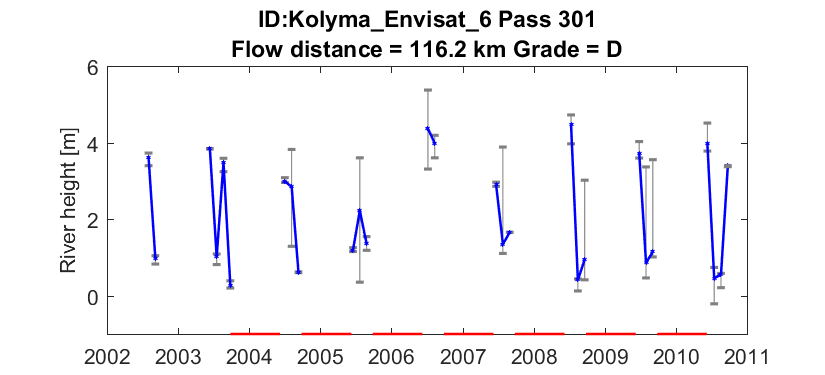 ID:Kolyma_Envisat_6 Pass 301
Flow distance = 116.2 km Grade = D
River height [m]
6
4
2
0
2002 2003 2004 2005 2006 2007 2008 2009 2010 2011